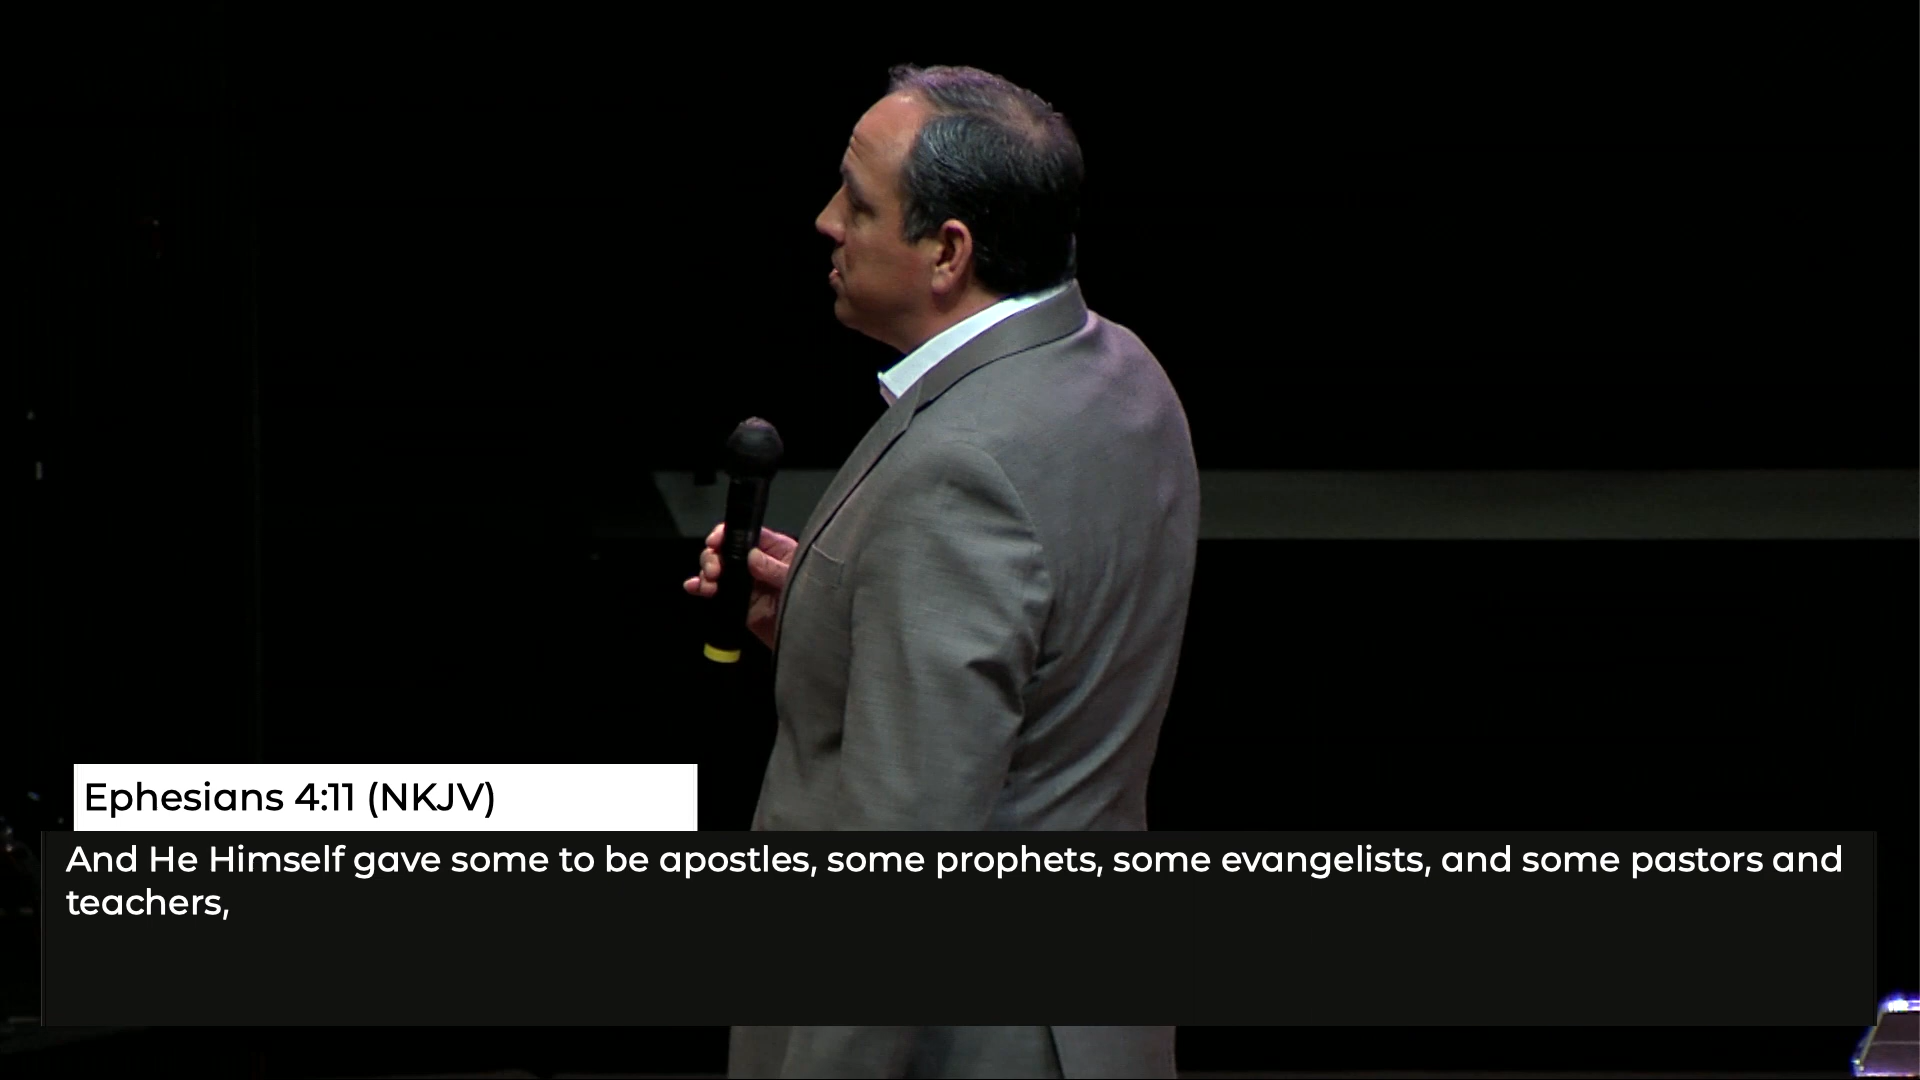 Ephesians 4:11 (NKJV)
And He Himself gave some to be apostles, some prophets, some evangelists, and some pastors and
teachers,